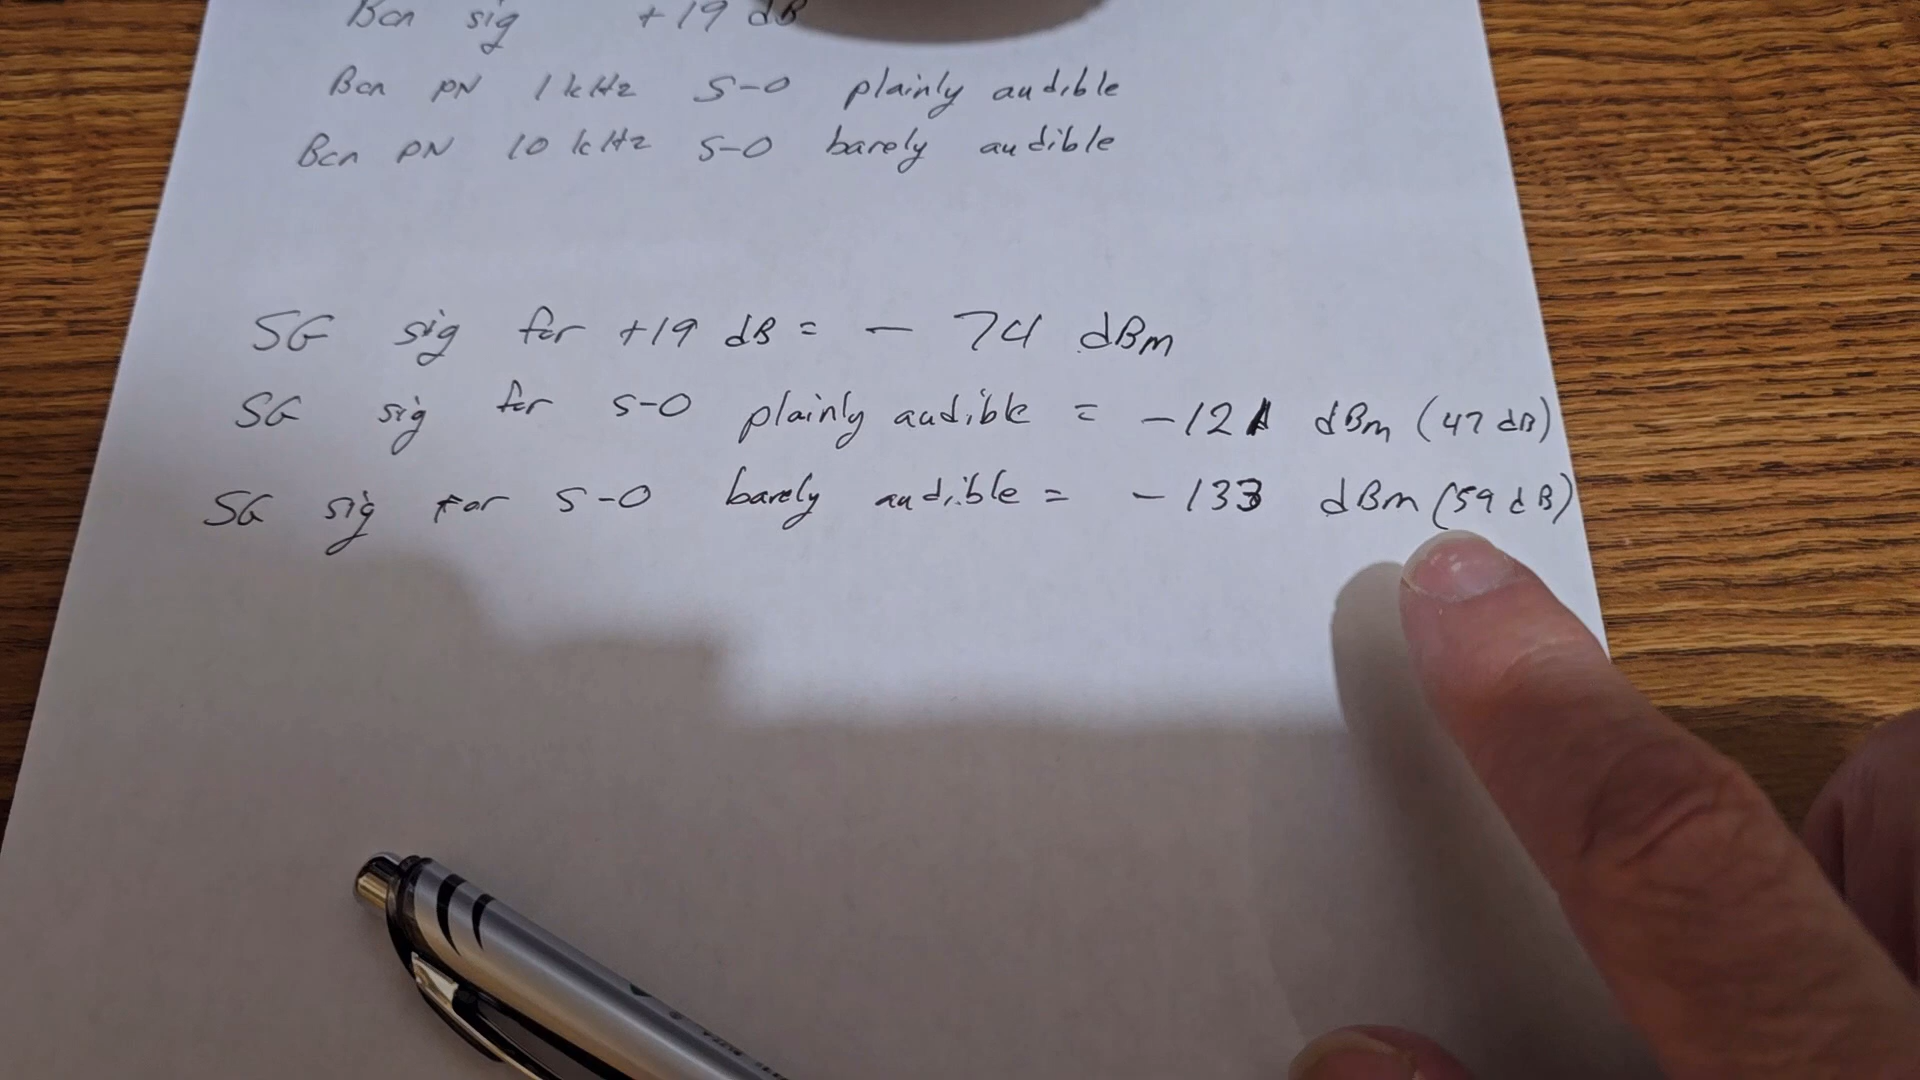 Bcn sig +19 dB
Bcn PN 1 kHz S-0 plainly audible
Bcn PN 10 kHz S-0 barely audible
SG sig for +19 dB = - 74 dBm
SG sig for S-0 plainly audible = -121 dBm (47 dB)
SG sig for S-0 barely audible = -133 dBm (59 dB)